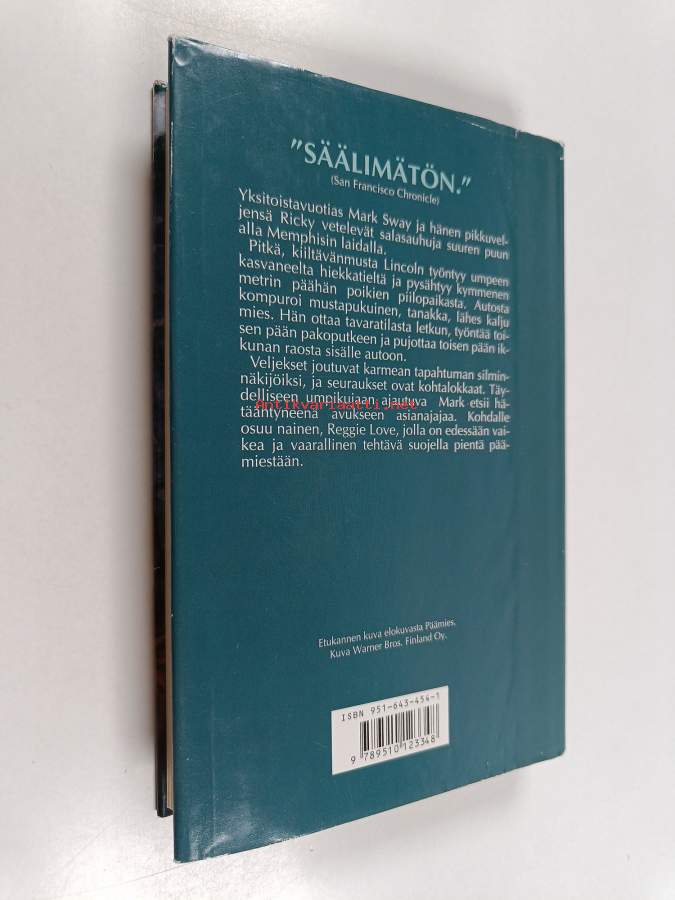 "SÄÄLIMÄTÖN."
(San Francisco Chronicle)
Yksitoistavuotias Mark Sway ja hänen pikkuvel-
jensä Ricky vetelevät salasauhuja suuren puun
alla Memphisin laidalla.
Pitkä, kiiltävänmusta Lincoln työntyy umpeen
kasvaneelta hiekkatieltä ja pysähtyy kymmenen
metrin päähän poikien piilopaikasta. Autosta
kompuroi mustapukuinen, tanakka, lähes kalju
mies. Hän ottaa tavaratilasta letkun, työntää toi-
sen pään pakoputkeen ja pujottaa toisen pään ik-
kunan raosta sisälle autoon.
Veljekset joutuvat karmean tapahtuman silmin-
näkijöiksi, ja seuraukset ovat kohtalokkaat. Täy-
delliseen umpikujaan ajautuva Mark etsii hä-
antikvariaatti.net
tääntyneenä avukseen asianajajaa. Kohdalle
osuu nainen, Reggie Love, jolla on edessään vai-
kea ja vaarallinen tehtävä suojella pientä pää-
miestään.
Etukannen kuva elokuvasta Päämies.
Kuva Warner Bros. Finland Oy.
ISBN 951-643-454-1
9 789510 123348